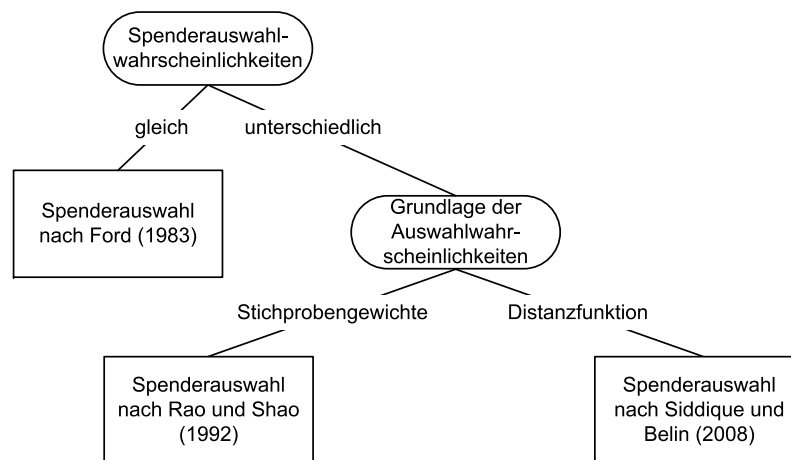 Spenderauswahl-
wahrscheinlichkeiten
gleich
unterschiedlich
Spenderauswahl
nach Ford (1983)
Grundlage der
Auswahlwahr-
scheinlichkeiten
Stichprobengewichte
Distanzfunktion
Spenderauswahl
nach Rao und Shao
(1992)
Spenderauswahl
nach Siddique und
Belin (2008)